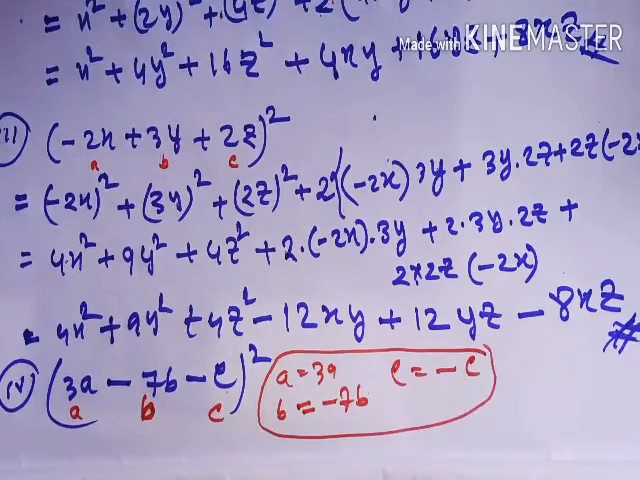 = x² + (2y)² + (4z)² + 2
= x² + 4y² + 16z² + 4xy + 16yz + 8xz
Made with KINEMASTER
iii) (-2x + 3y + 2z)²
a b c
= (-2x)² + (3y)² + (2z)² + 2{(-2x) 3y + 3y.2z + 2z(-2x
= 4x² + 9y² + 4z² + 2.(-2x).3y + 2.3y.2z +
2×2z (-2x)
= 4x² + 9y² + 4z² - 12xy + 12yz - 8xz
(iv) (3a - 7b - c)²
a b c
a = 3a c = -c
b = -7b